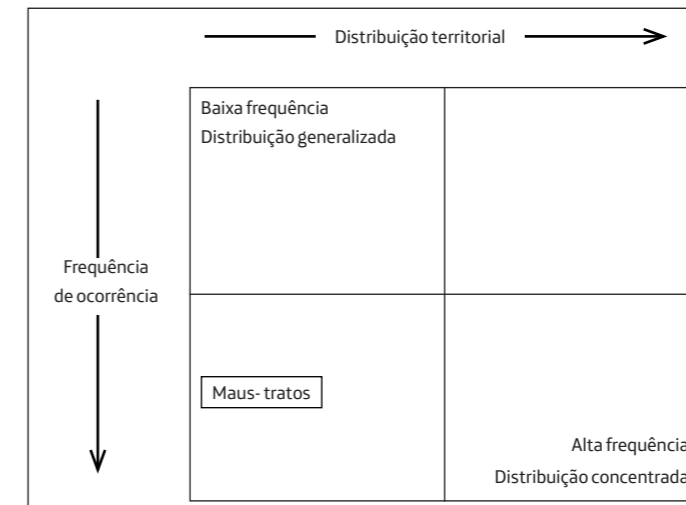 Distribuição territorial
Baixa frequência
Distribuição generalizada
Frequência
de ocorrência
Maus- tratos
Alta frequência
Distribuição concentrada